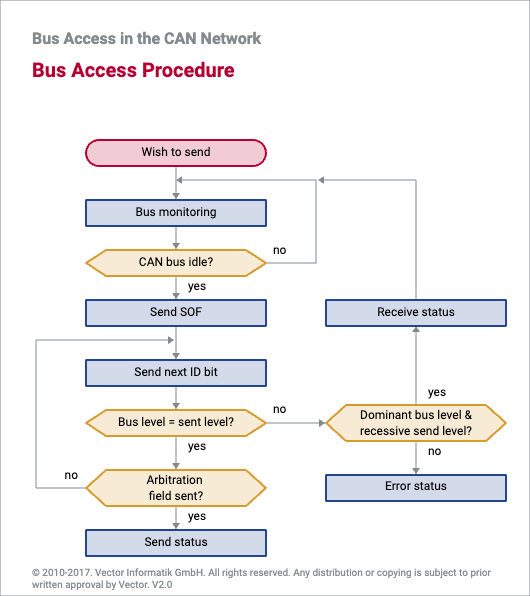 Bus Access in the CAN Network
Bus Access Procedure
Wish to send
Bus monitoring
CAN bus idle?
no
yes
Send SOF
Receive status
Send next ID bit
yes
Bus level = sent level?
no
Dominant bus level &
recessive send level?
yes
no
no
Arbitration
field sent?
Error status
yes
Send status
© 2010-2017. Vector Informatik GmbH. All rights reserved. Any distribution or copying is subject to prior
written approval by Vector. V2.0